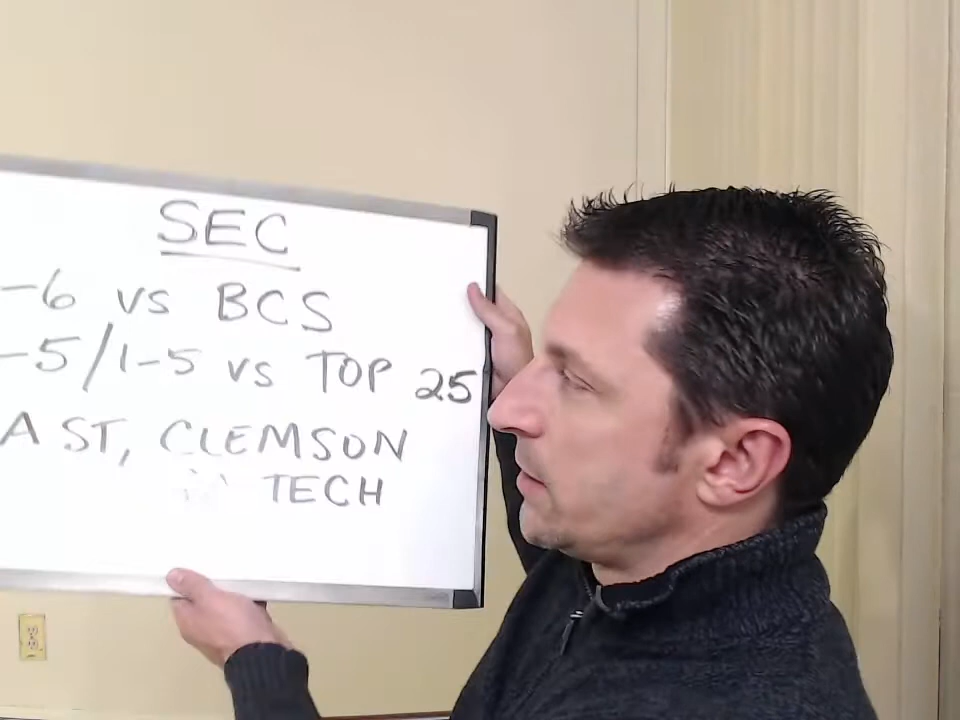 SEC
-6 VS BCS
-5/1-5 VS TOP 25
A ST, CLEMSON
TECH